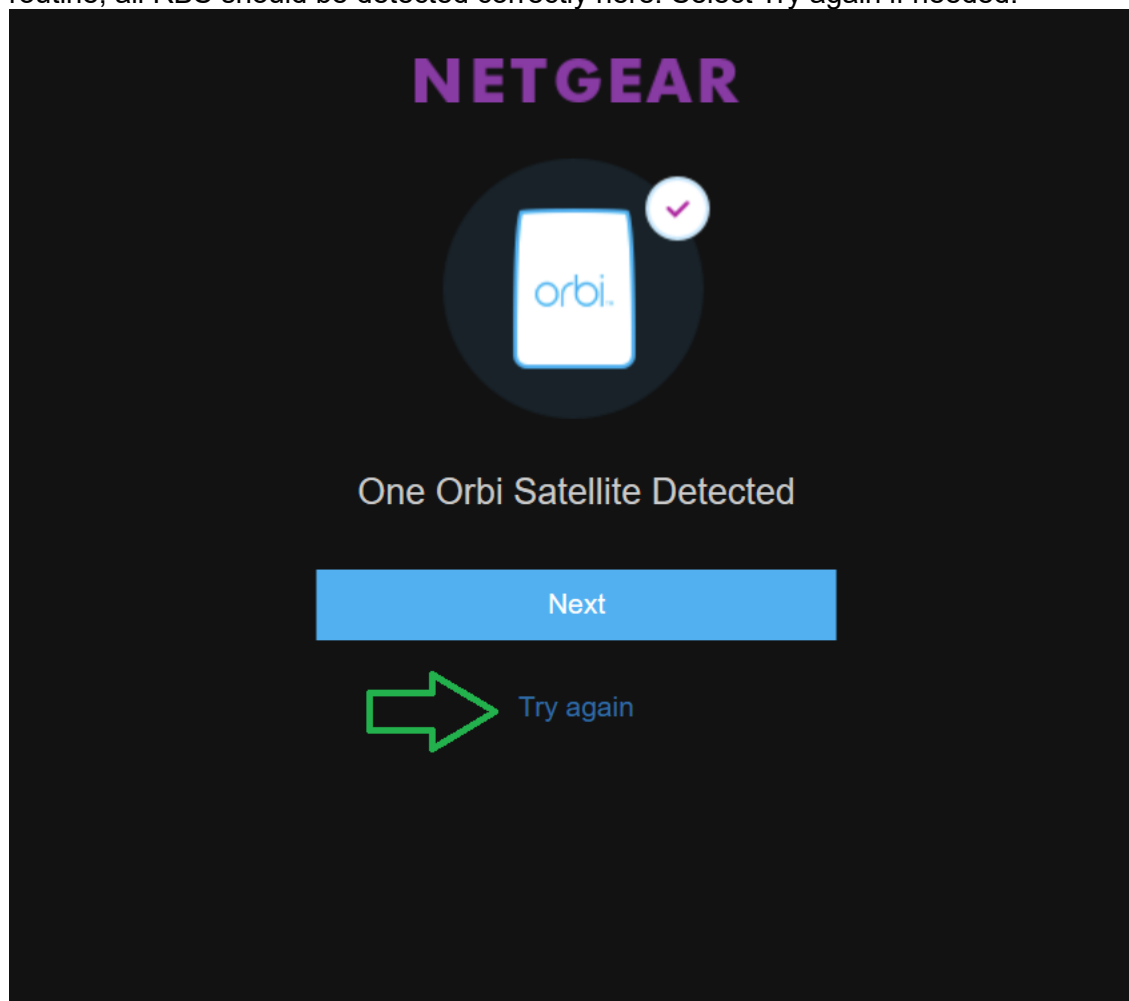 routine, all RBS should be detected correctly here. Select Try again if needed.
NETGEAR
orbi™
One Orbi Satellite Detected
Next
Try again